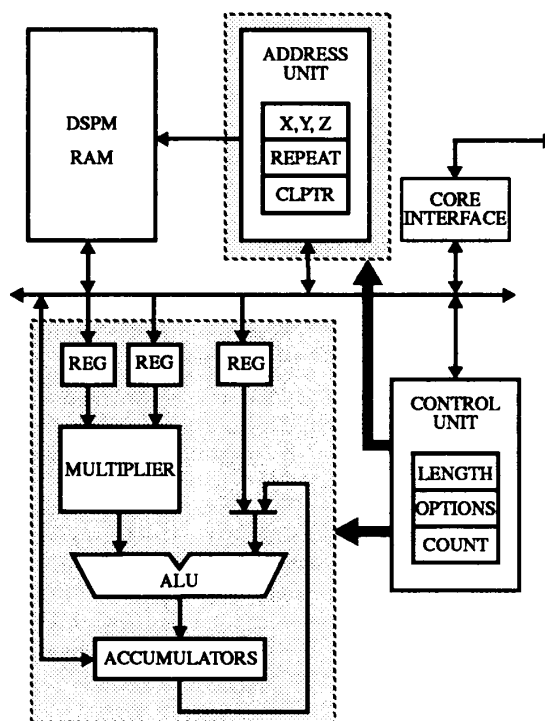 DSPM
RAM
ADDRESS
UNIT
X, Y, Z
REPEAT
CLPTR
CORE
INTERFACE
REG
REG
REG
MULTIPLIER
ALU
ACCUMULATORS
CONTROL
UNIT
LENGTH
OPTIONS
COUNT